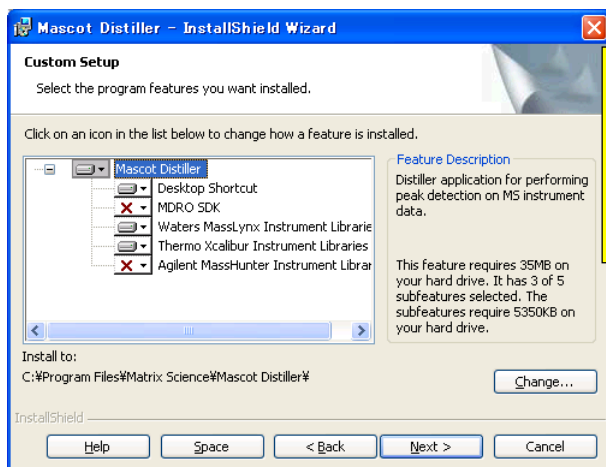 Mascot Distiller - InstallShield Wizard
Custom Setup
Select the program features you want installed.
Click on an icon in the list below to change how a feature is installed.
Mascot Distiller
Desktop Shortcut
MDRO SDK
Waters MassLynx Instrument Librarie
Thermo Xcalibur Instrument Libraries
Agilent MassHunter Instrument Librar
Feature Description
Distiller application for performing
peak detection on MS instrument
data.
This feature requires 35MB on
your hard drive. It has 3 of 5
subfeatures selected. The
subfeatures require 5350KB on
your hard drive.
Install to:
C:¥Program Files¥Matrix Science¥Mascot Distiller¥
Change...
InstallShield
Help Space < Back Next > Cancel